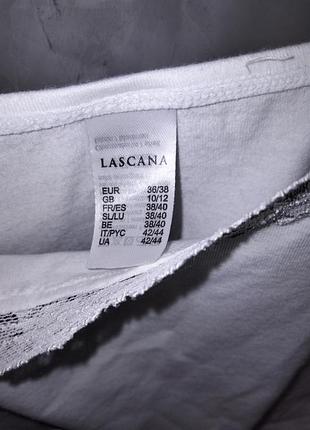 LASCANA
EUR 36/38
GB 10/12
FR/ES 38/40
SL/LU 38/40
BE 38/40
IT/PYC 42/44
UA 42/44